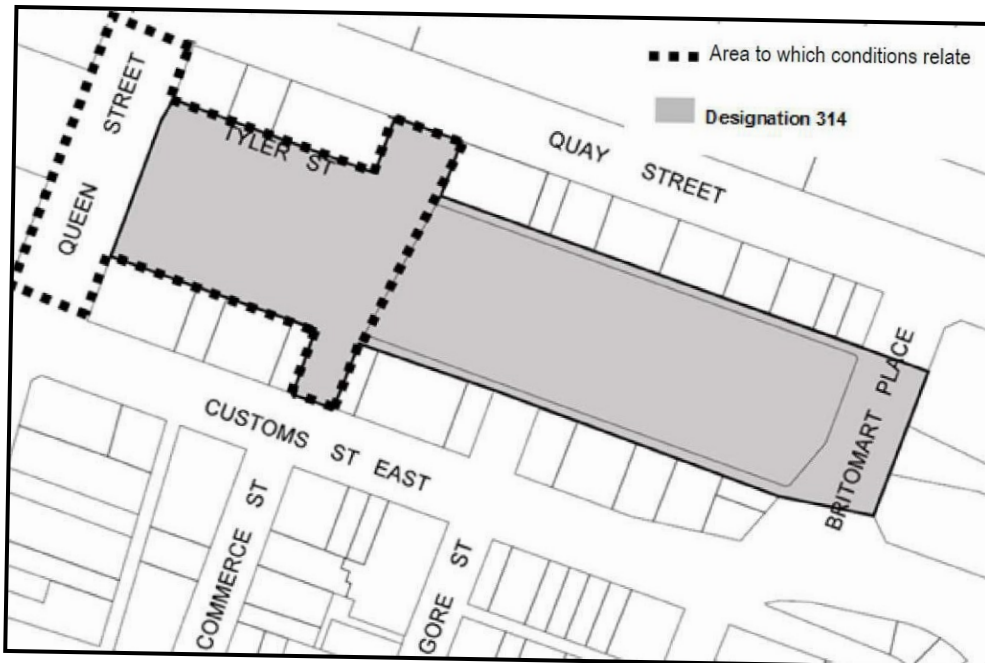 Area to which conditions relate
Designation 314
QUEEN STREET
TYLER ST
QUAY STREET
BRITOMART PLACE
CUSTOMS ST EAST
COMMERCE ST
GORE ST